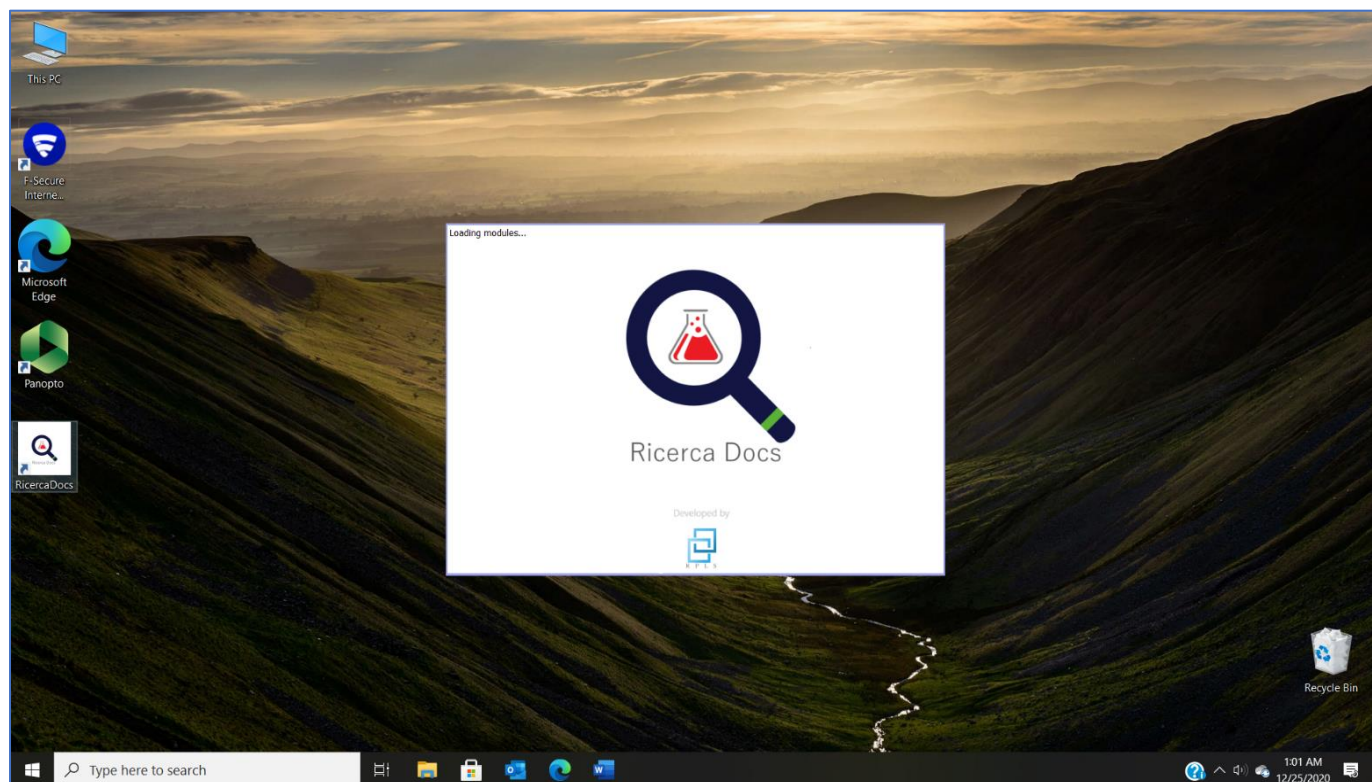 This PC
F-Secure
Interne...
Microsoft
Edge
Panopto
RicercaDocs
Loading modules...
Ricerca Docs
Developed by
Recycle Bin
Type here to search
1:01 AM
12/25/2020